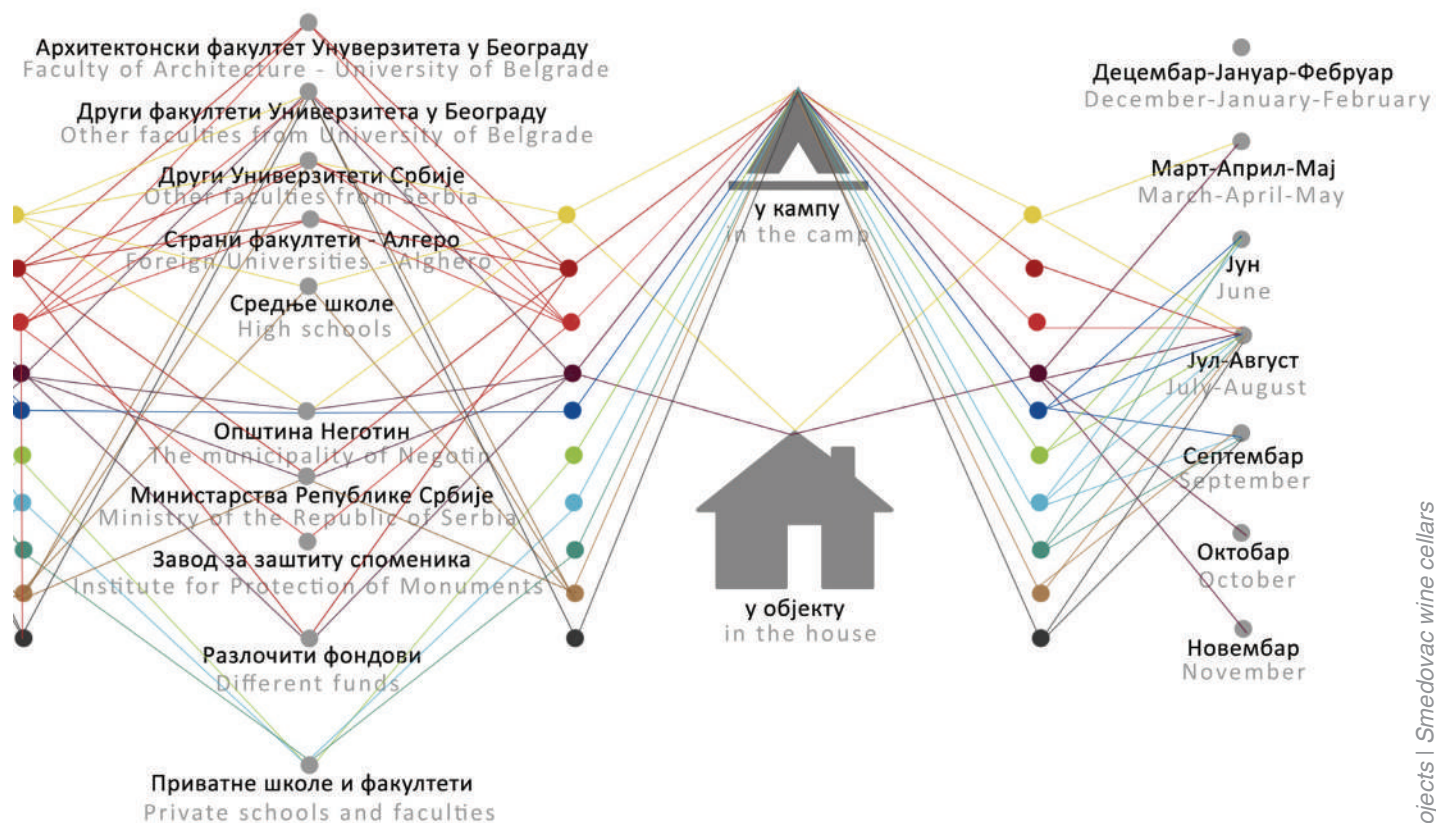 Архитектонски факултет Унуверзитета у Београду
Faculty of Architecture - University of Belgrade
Други факултети Универзитета у Београду
Other faculties from University of Belgrade
Други Универзитети Србије
Other faculties from Serbia
Страни факултети - Алгеро
Foreign Universities - Alghero
Средње школе
High schools
Општина Неготин
The municipality of Negotin
Министарства Републике Србије
Ministry of the Republic of Serbia
Завод за заштиту споменика
Institute for Protection of Monuments
Разлочити фондови
Different funds
Приватне школе и факултети
Private schools and faculties
у кампу
in the camp
у објекту
in the house
Децембар-Јануар-Фебруар
December-January-February
Март-Април-Мај
March-April-May
Јун
June
Јул-Август
July-August
Септембар
September
Октобар
October
Новембар
November
ojects | Smedovac wine cellars